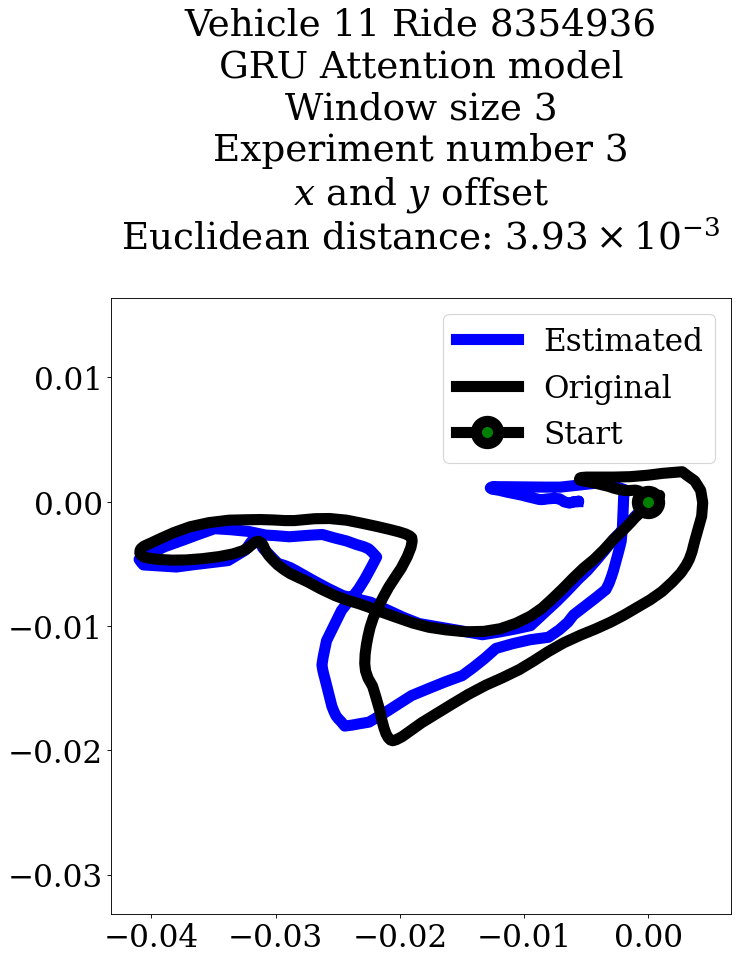 Vehicle 11 Ride 8354936
GRU Attention model
Window size 3
Experiment number 3
x and y offset
Euclidean distance: 3.93 × 10⁻³
Estimated
Original
Start
0.01
0.00
−0.01
−0.02
−0.03
−0.04 −0.03 −0.02 −0.01 0.00